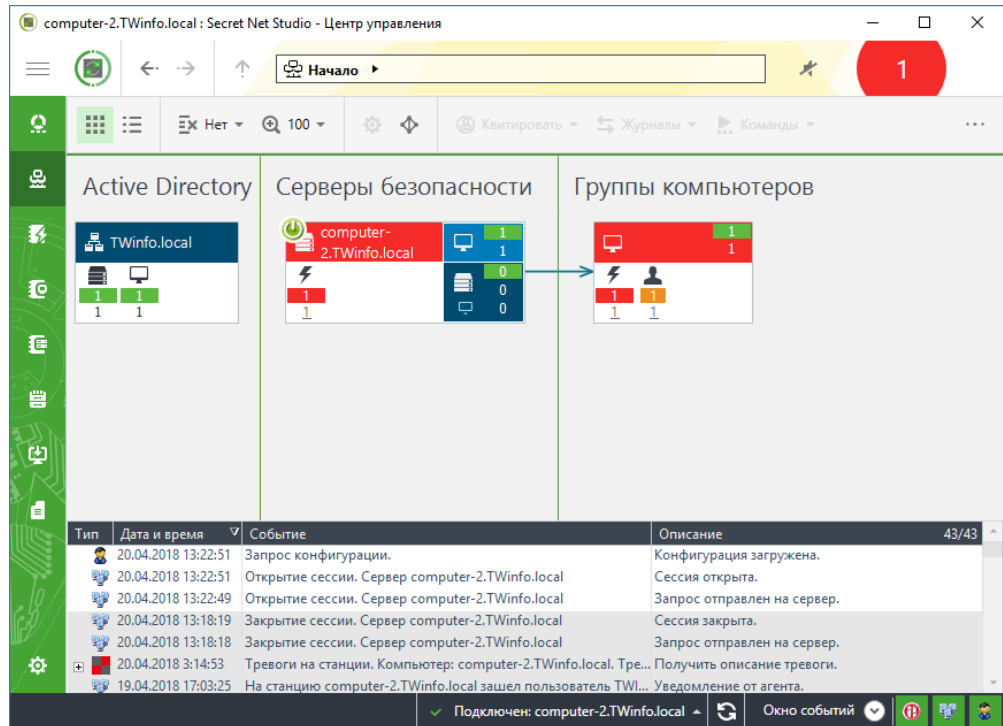 computer-2.TWinfo.local : Secret Net Studio - Центр управления
Начало
1
Нет
100
Квитировать
Журналы
Команды
Active Directory
Серверы безопасности
Группы компьютеров
TWinfo.local
1 1
1 1
computer-
2.TWinfo.local
1
1
1
1
0
0
0
1
1
1 1
1 1
Тип Дата и время Событие Описание 43/43
20.04.2018 13:22:51 Запрос конфигурации. Конфигурация загружена.
20.04.2018 13:22:51 Открытие сессии. Сервер computer-2.TWinfo.local Сессия открыта.
20.04.2018 13:22:49 Открытие сессии. Сервер computer-2.TWinfo.local Запрос отправлен на сервер.
20.04.2018 13:18:19 Закрытие сессии. Сервер computer-2.TWinfo.local Сессия закрыта.
20.04.2018 13:18:18 Закрытие сессии. Сервер computer-2.TWinfo.local Запрос отправлен на сервер.
20.04.2018 3:14:53 Тревоги на станции. Компьютер: computer-2.TWinfo.local. Тре... Получить описание тревоги.
19.04.2018 17:03:25 На станцию computer-2.TWinfo.local зашел пользователь TWI... Уведомление от агента.
Подключен: computer-2.TWinfo.local Окно событий